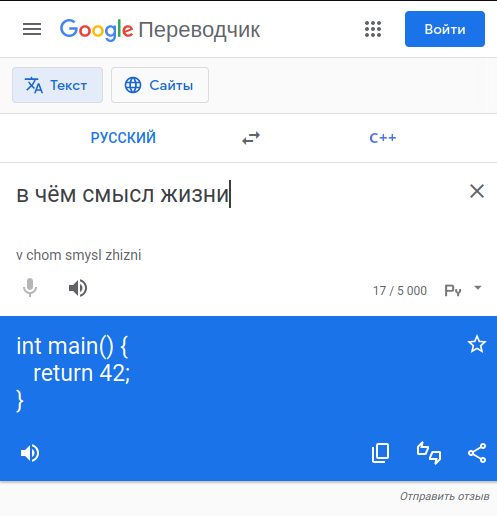 Google Переводчик
Войти
Текст
Сайты
РУССКИЙ
C++
в чём смысл жизни
v chom smysl zhizni
17 / 5 000
Ру
int main() {
   return 42;
}
Отправить отзыв